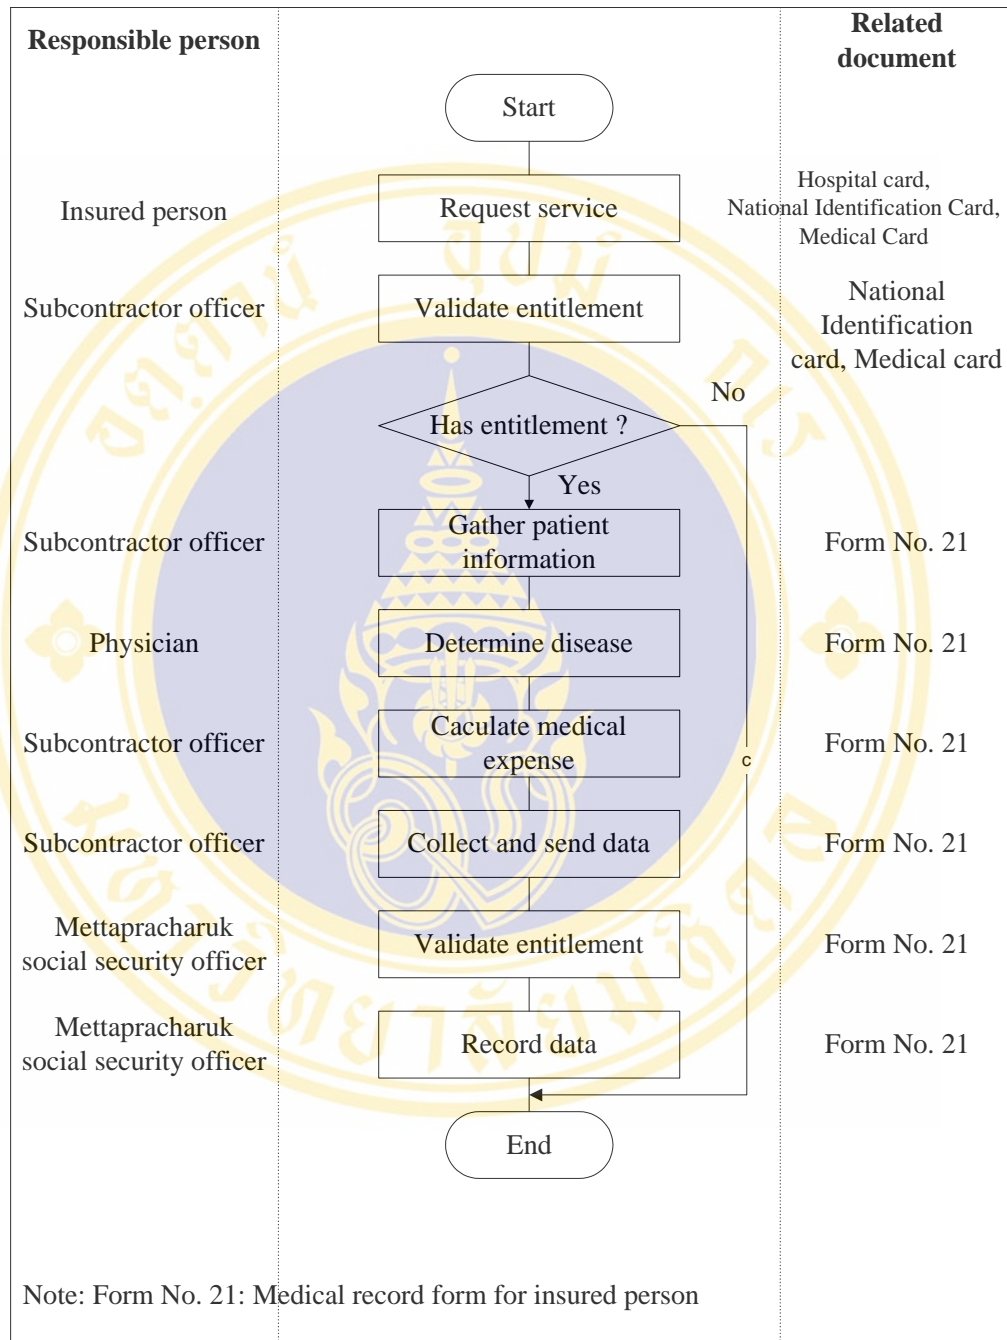 Responsible person
Related
document
Start
Insured person
Request service
Hospital card,
National Identification Card,
Medical Card
Subcontractor officer
Validate entitlement
National
Identification
card, Medical card
Has entitlement ?
No
Yes
Subcontractor officer
Gather patient
information
Form No. 21
Physician
Determine disease
Form No. 21
Subcontractor officer
Caculate medical
expense
Form No. 21
c
Subcontractor officer
Collect and send data
Form No. 21
Mettapracharuk
social security officer
Validate entitlement
Form No. 21
Mettapracharuk
social security officer
Record data
Form No. 21
End
Note: Form No. 21: Medical record form for insured person